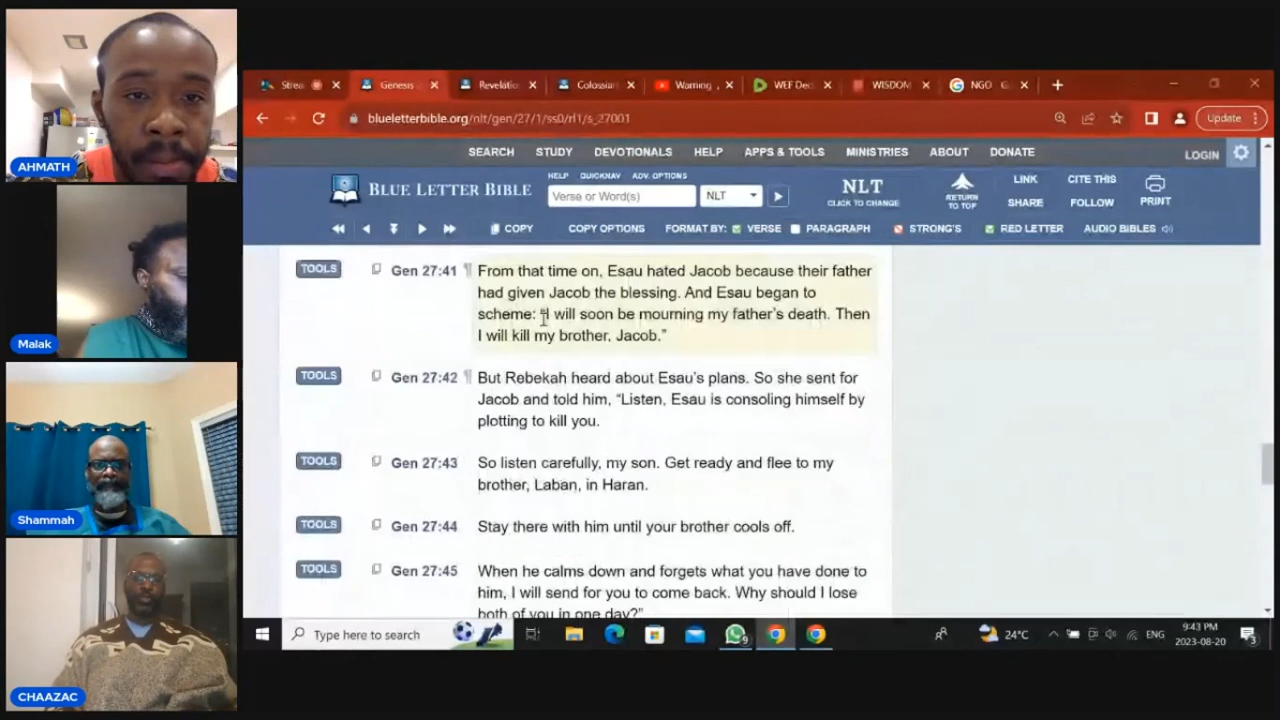 AHMATH
Malak
Shammah
CHAAZAC
Strea
Genesis
Revelatio
Colossian
Warning ,
WEF Dec
WISDOM
NGO
blueletterbible.org/nlt/gen/27/1/ss0/rl1/s_27001
Update
SEARCH STUDY DEVOTIONALS HELP APPS & TOOLS MINISTRIES ABOUT DONATE
LOGIN
BLUE LETTER BIBLE
HELP QUICKNAV ADV. OPTIONS
Verse or Word(s)
NLT
NLT
CLICK TO CHANGE
RETURN
TO TOP
LINK
SHARE
CITE THIS
FOLLOW
PRINT
COPY COPY OPTIONS FORMAT BY: VERSE PARAGRAPH STRONG'S RED LETTER AUDIO BIBLES
TOOLS Gen 27:41 ¶ From that time on, Esau hated Jacob because their father
had given Jacob the blessing. And Esau began to
scheme: “I will soon be mourning my father’s death. Then
I will kill my brother, Jacob.”
TOOLS Gen 27:42 ¶ But Rebekah heard about Esau’s plans. So she sent for
Jacob and told him, “Listen, Esau is consoling himself by
plotting to kill you.
TOOLS Gen 27:43 So listen carefully, my son. Get ready and flee to my
brother, Laban, in Haran.
TOOLS Gen 27:44 Stay there with him until your brother cools off.
TOOLS Gen 27:45 When he calms down and forgets what you have done to
him, I will send for you to come back. Why should I lose
both of you in one day?”
Type here to search
9
24°C
ENG
9:43 PM
2023-08-20
3